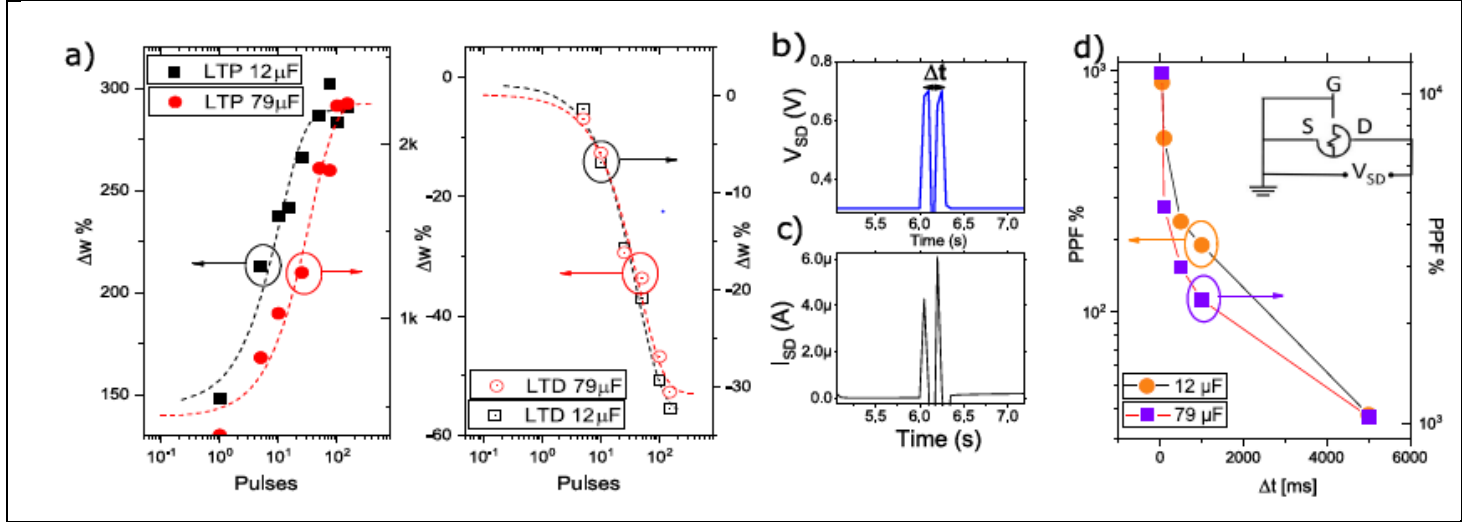 a)
LTP 12µF
LTP 79µF
300
250
200
150
Δw %
2k
1k
10⁻¹ 10⁰ 10¹ 10²
Pulses
0
-20
-40
-60
Δw %
0
-10
-20
-30
Δw %
LTD 79µF
LTD 12µF
10⁻¹ 10⁰ 10¹ 10²
Pulses
b)
0.8
0.6
0.4
V_SD (V)
Δt
5.5 6.0 6.5 7.0
Time (s)
c)
6.0µ
4.0µ
2.0µ
0.0
I_SD (A)
5.5 6.0 6.5 7.0
Time (s)
d)
10³
10²
PPF %
10⁴
10³
PPF %
G
S D
V_SD
12 µF
79 µF
0 2000 4000 6000
Δt [ms]